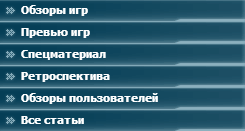 Обзоры игр
Превью игр
Спецматериал
Ретроспектива
Обзоры пользователей
Все статьи